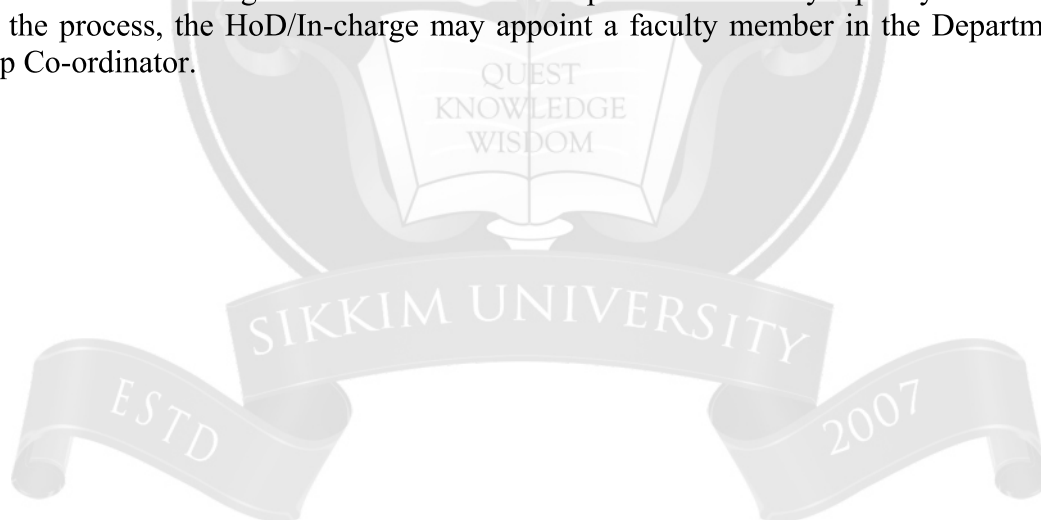 the process, the HoD/In-charge may appoint a faculty member in the Departm
p Co-ordinator.
QUEST
KNOWLEDGE
WISDOM
SIKKIM UNIVERSITY
ESTD
2007